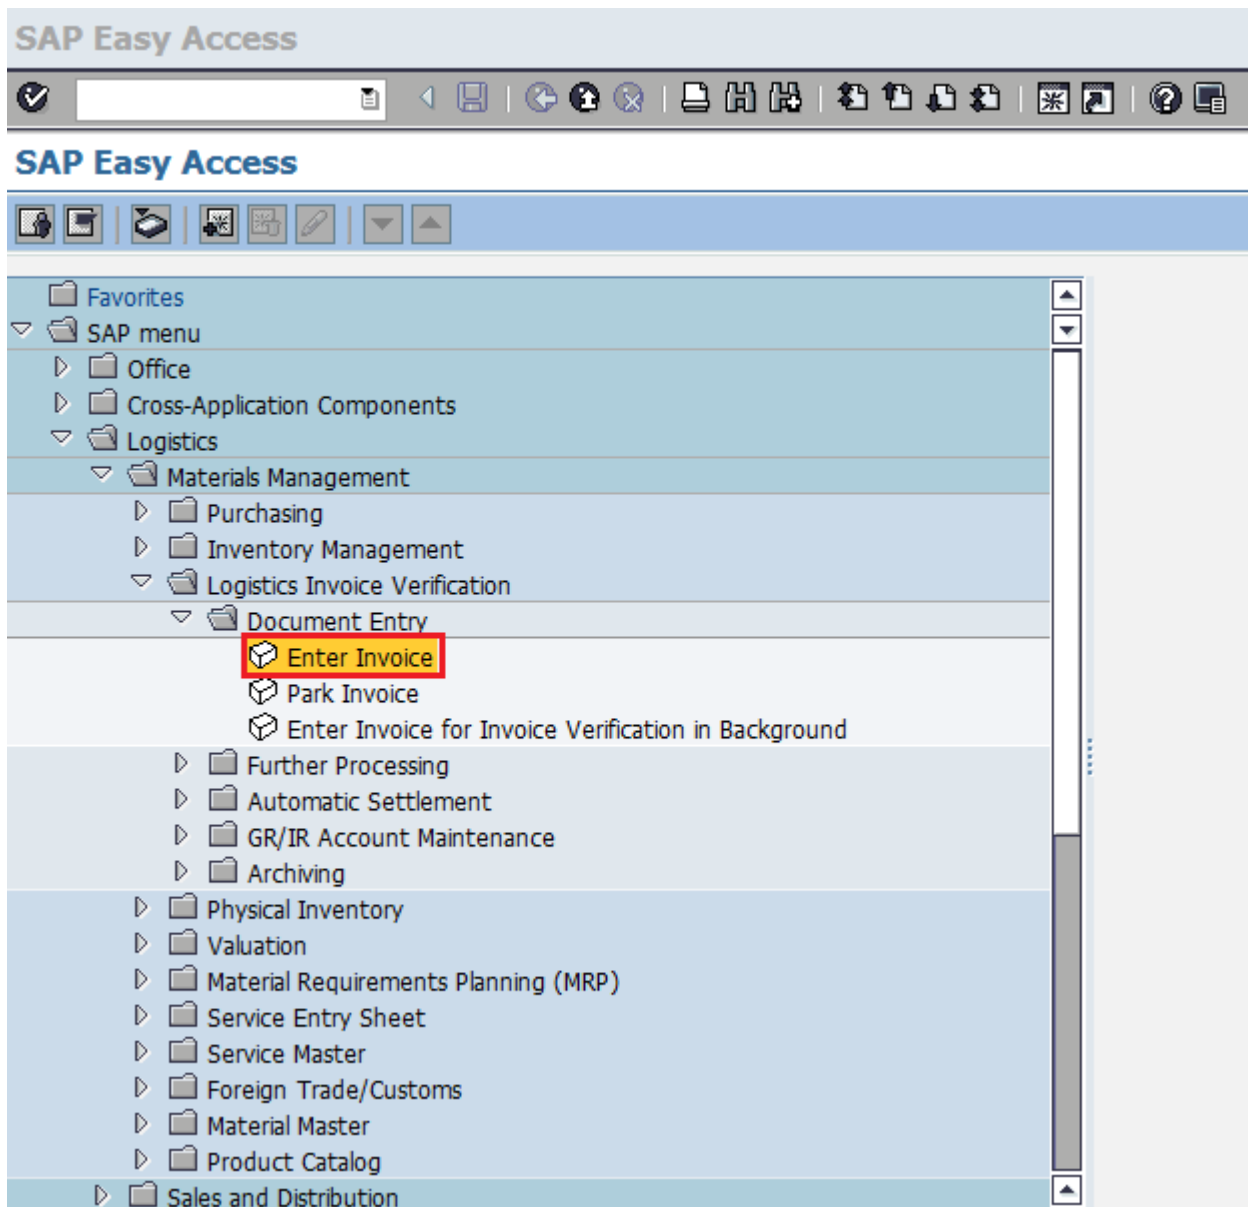 SAP Easy Access
SAP Easy Access
Favorites
SAP menu
Office
Cross-Application Components
Logistics
Materials Management
Purchasing
Inventory Management
Logistics Invoice Verification
Document Entry
Enter Invoice
Park Invoice
Enter Invoice for Invoice Verification in Background
Further Processing
Automatic Settlement
GR/IR Account Maintenance
Archiving
Physical Inventory
Valuation
Material Requirements Planning (MRP)
Service Entry Sheet
Service Master
Foreign Trade/Customs
Material Master
Product Catalog
Sales and Distribution